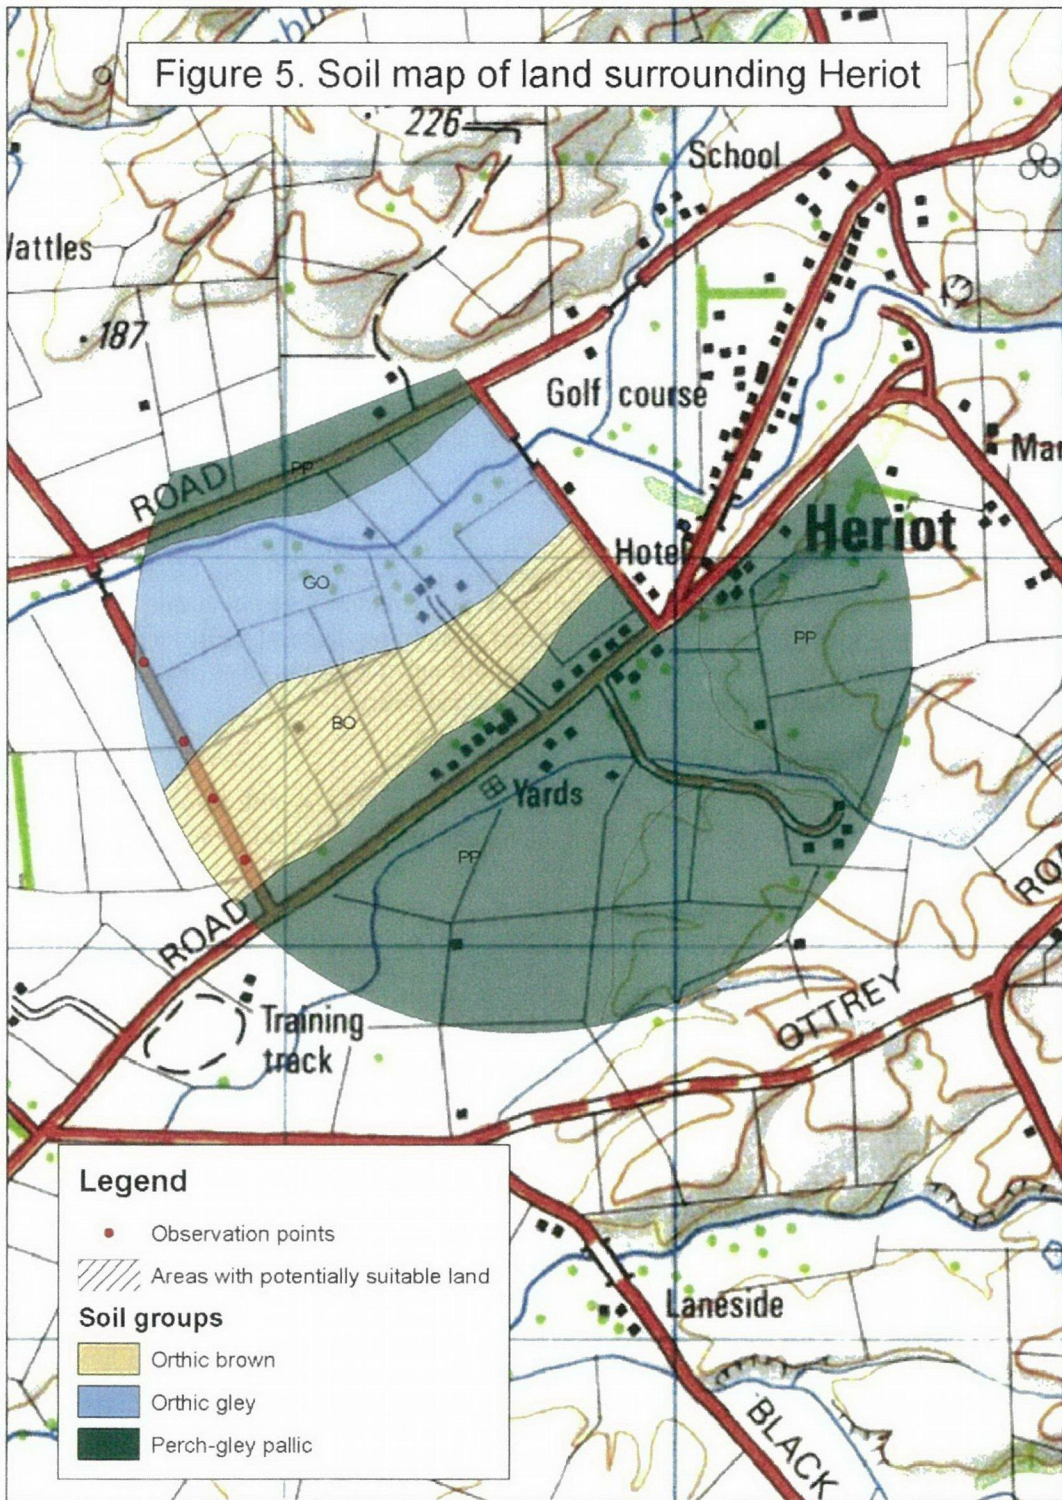 Figure 5. Soil map of land surrounding Heriot
226
School
187
Golf course
ROAD
PP
Heriot
Hotel
GO
PP
BO
Yards
PP
ROAD
OTTREY
Training
track
Legend
Observation points
Areas with potentially suitable land
Soil groups
Orthic brown
Orthic gley
Perch-gley pallic
Laneside
BLACK